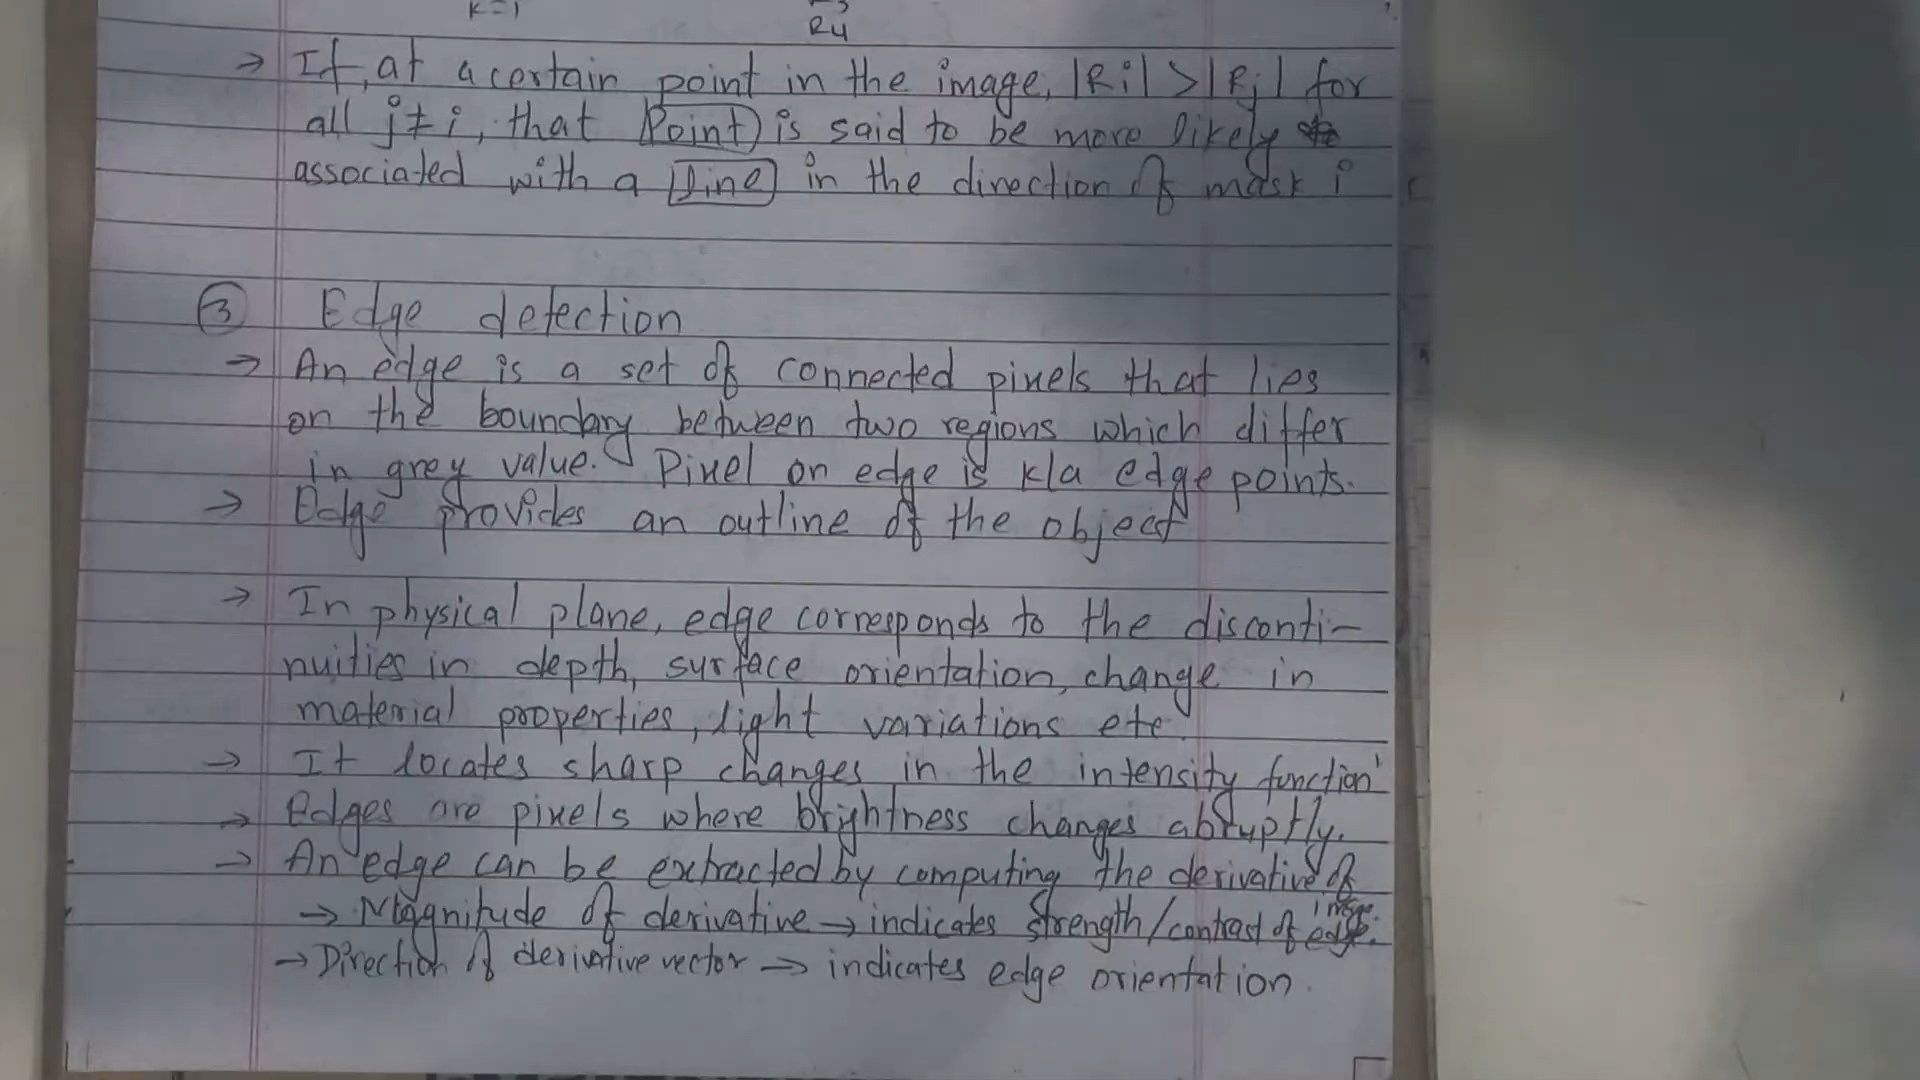 K=1
R4
→ If, at a certain point in the image, |Ri| > |Rj| for
all j≠i, that Point is said to be more likely
associated with a line in the direction of mask i
③ Edge detection
→ An edge is a set of connected pixels that lies
on the boundary between two regions which differ
in grey value. Pixel on edge is k/a edge points.
→ Edge provides an outline of the object
→ In physical plane, edge corresponds to the disconti-
nuities in depth, surface orientation, change in
material properties, light variations etc.
→ It locates sharp changes in the intensity function
→ Edges are pixels where brightness changes abruptly.
→ An edge can be extracted by computing the derivative of
image.
→ Magnitude of derivative → indicates strength/contrast of edge.
→ Direction of derivative vector → indicates edge orientation.